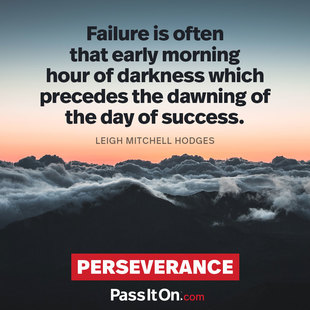 Failure is often
that early morning
hour of darkness which
precedes the dawning of
the day of success.
LEIGH MITCHELL HODGES
PERSEVERANCE
PassItOn.com